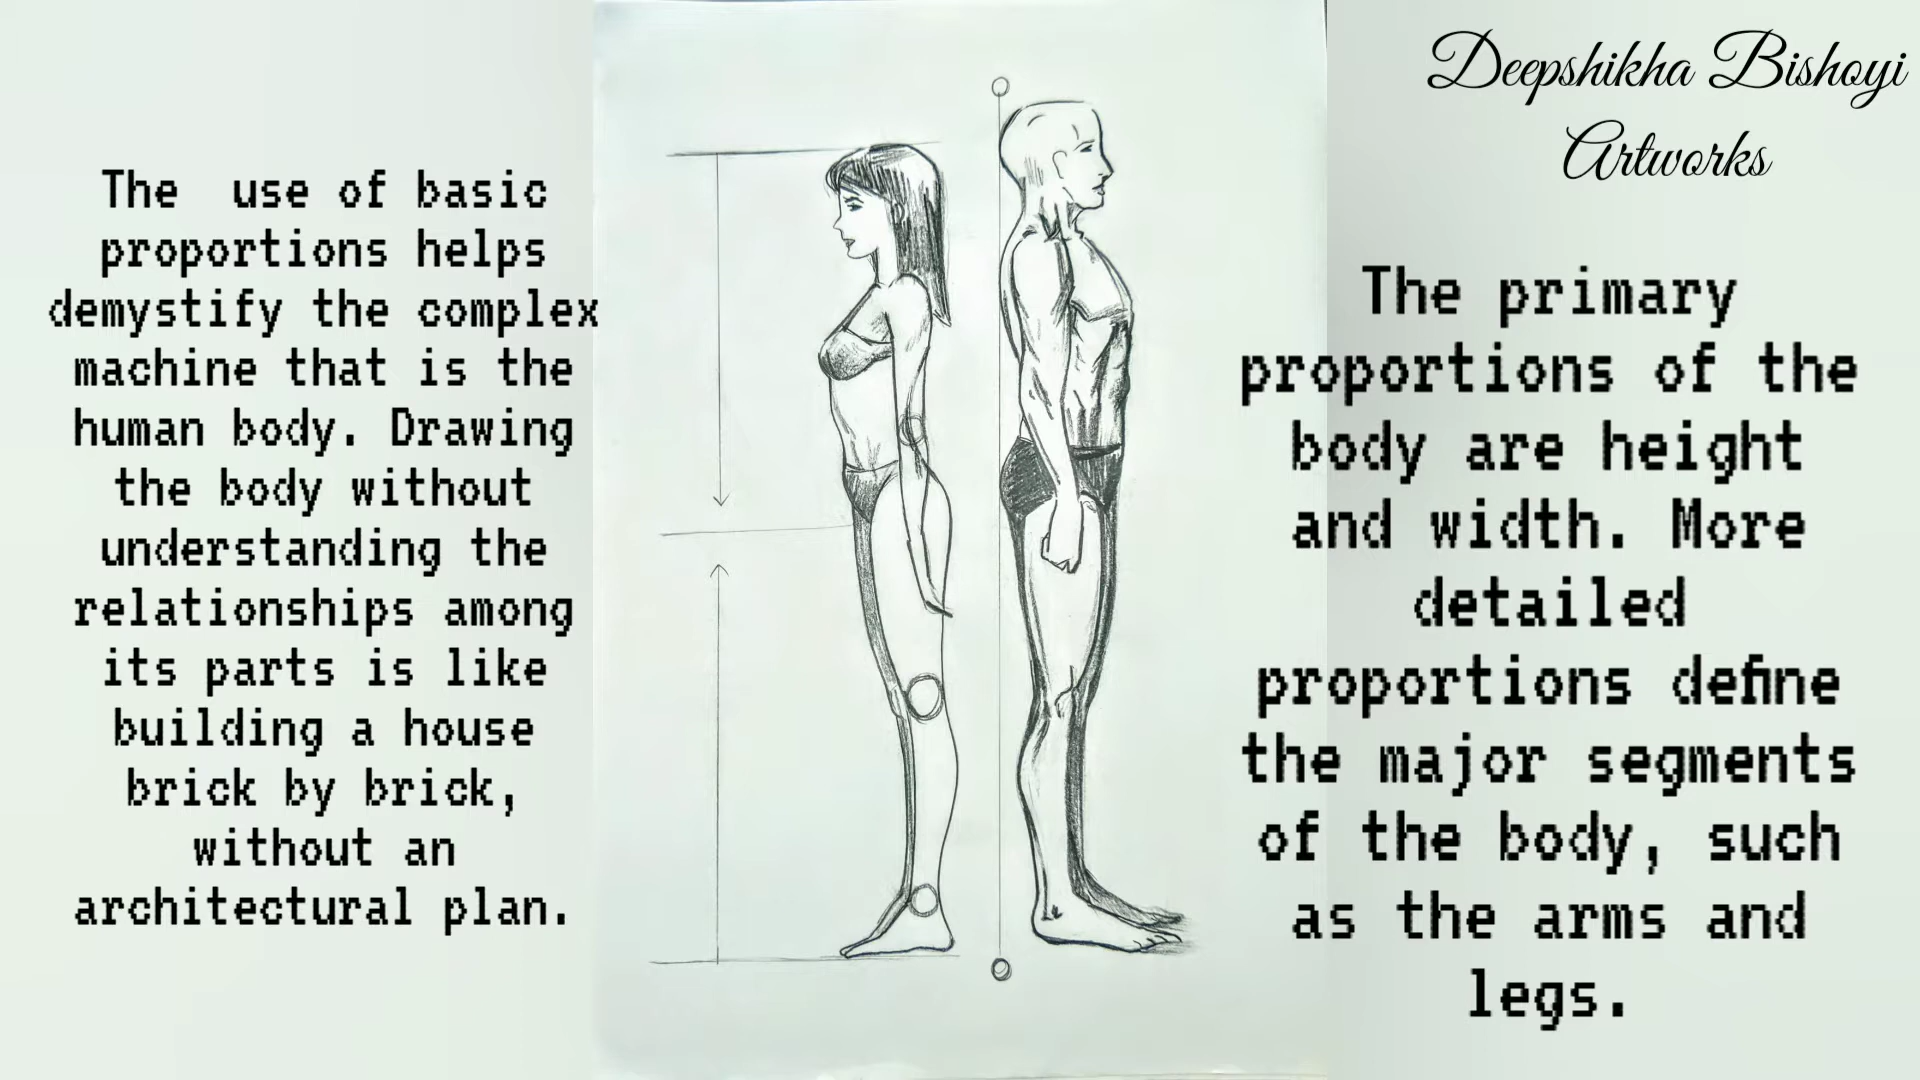 The  use of basic
proportions helps
demystify the complex
machine that is the
human body. Drawing
the body without
understanding the
relationships among
its parts is like
building a house
brick by brick,
without an
architectural plan.
Deepshikha Bishoyi
Artworks
The primary
proportions of the
body are height
and width. More
detailed
proportions define
the major segments
of the body, such
as the arms and
legs.